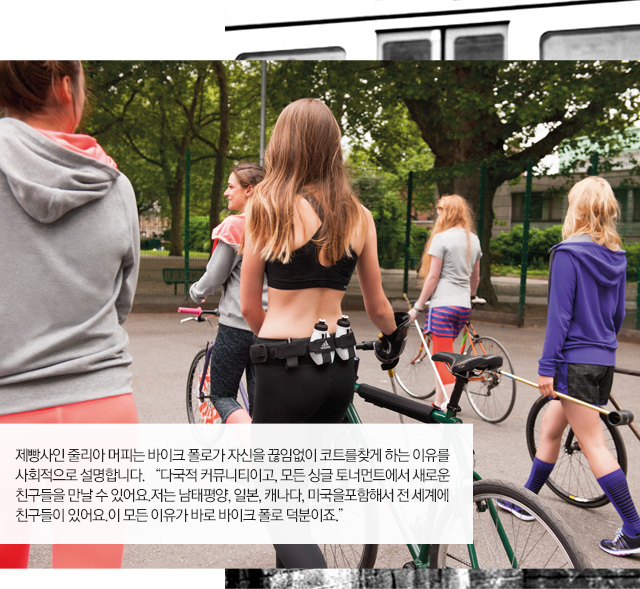 제빵사인 줄리아 머피는 바이크 폴로가 자신을 끊임없이 코트를찾게 하는 이유를
사회적으로 설명합니다. “다국적 커뮤니티이고, 모든 싱글 토너먼트에서 새로운
친구들을 만날 수 있어요.저는 남태평양, 일본, 캐나다, 미국을포함해서 전 세계에
친구들이 있어요.이 모든 이유가 바로 바이크 폴로 덕분이죠.”
adidas